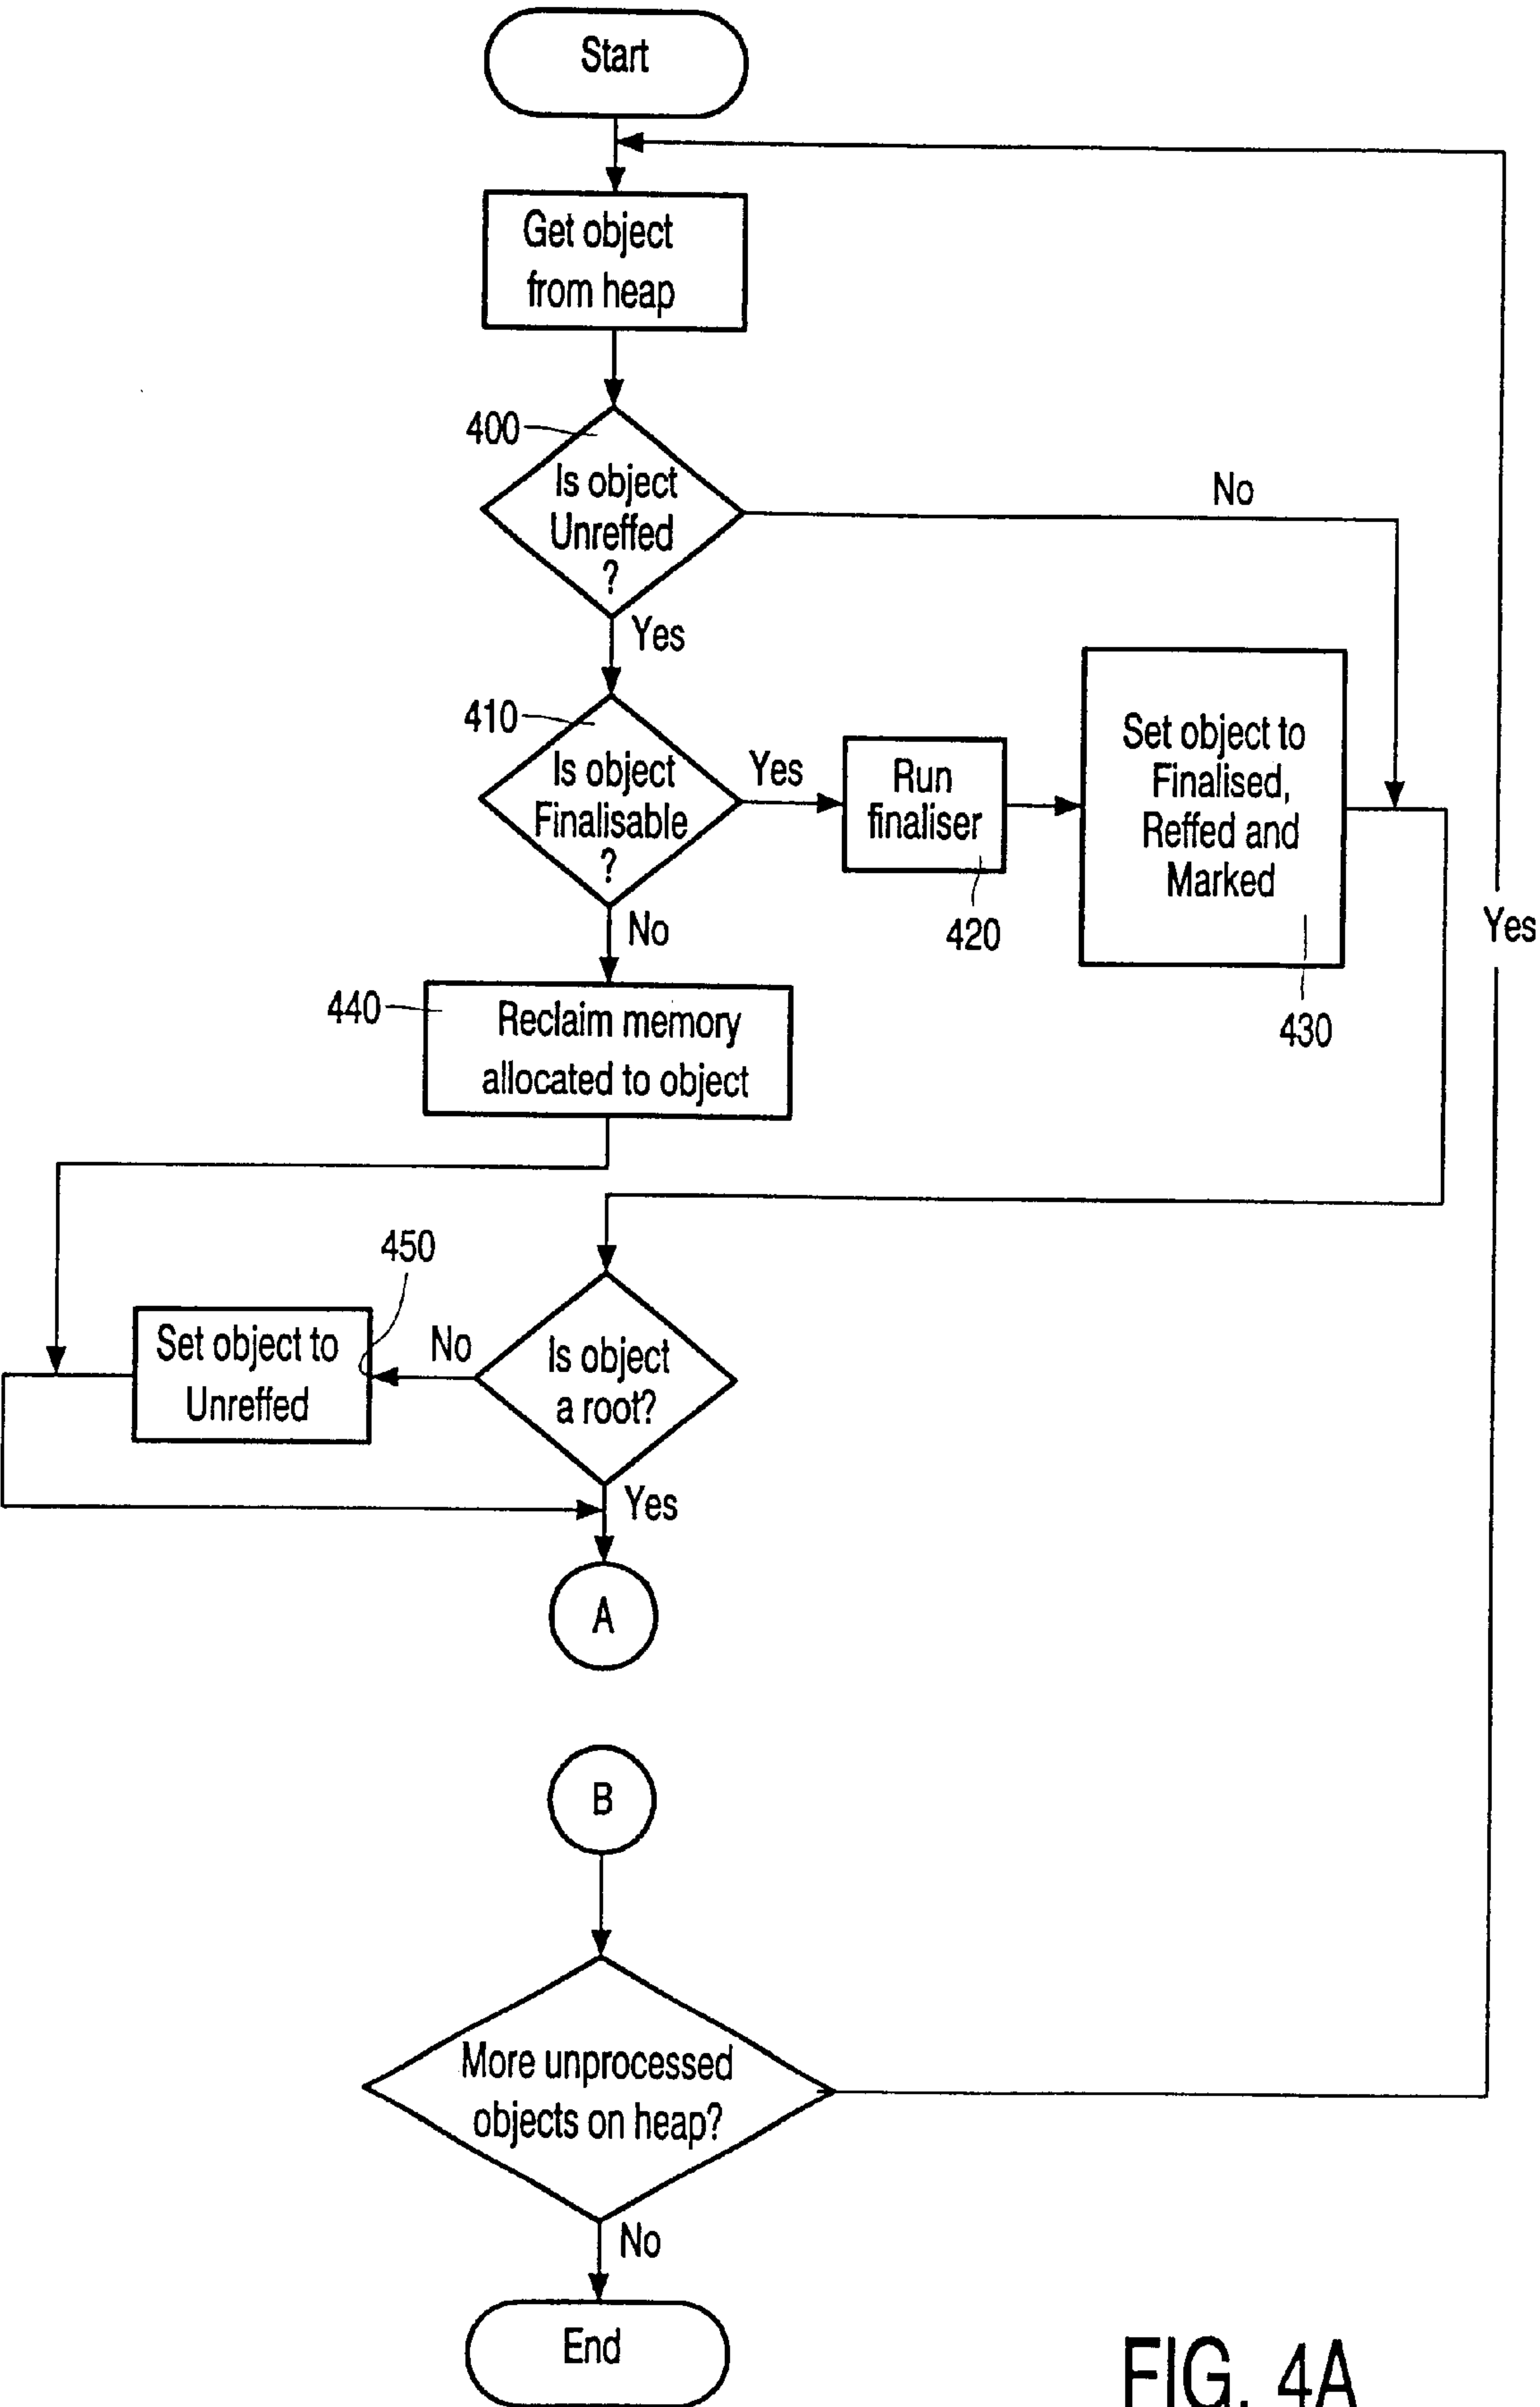 Start
Get object
from heap
400
Is object
Unreffed
?
No
Yes
410
Is object
Finalisable
?
Yes
Run
finaliser
420
Set object to
Finalised,
Reffed and
Marked
430
Yes
No
440
Reclaim memory
allocated to object
450
Set object to
Unreffed
No
Is object
a root?
Yes
A
B
More unprocessed
objects on heap?
No
End
FIG. 4A